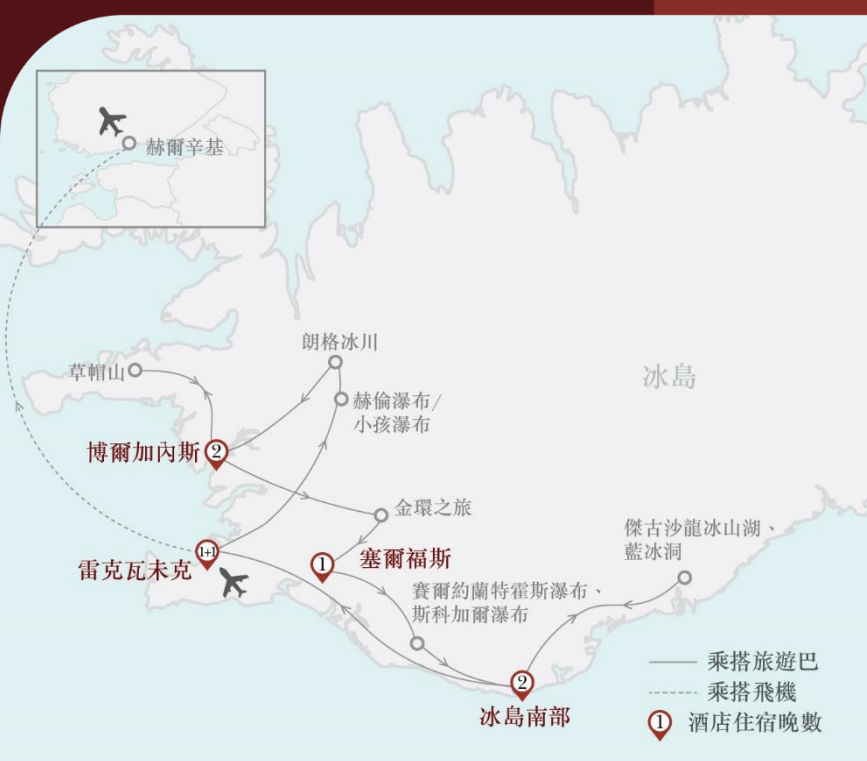 赫爾辛基
朗格冰川
冰島
草帽山
赫倫瀑布/
小孩瀑布
博爾加內斯
2
金環之旅
傑古沙龍冰山湖、
藍冰洞
1+1
雷克瓦未克
1
塞爾福斯
賽爾約蘭特霍斯瀑布、
斯科加爾瀑布
2
冰島南部
乘搭旅遊巴
乘搭飛機
1
酒店住宿晚數